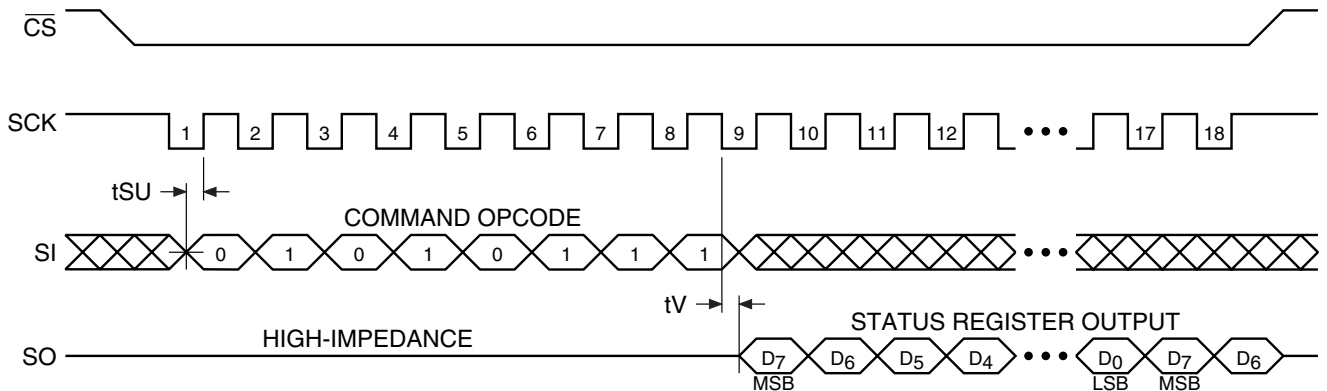 CS
SCK 1 2 3 4 5 6 7 8 9 10 11 12 17 18
tSU
COMMAND OPCODE
SI 0 1 0 1 0 1 1 1
tV
HIGH-IMPEDANCE
STATUS REGISTER OUTPUT
SO D7 D6 D5 D4 D0 D7 D6
MSB LSB MSB